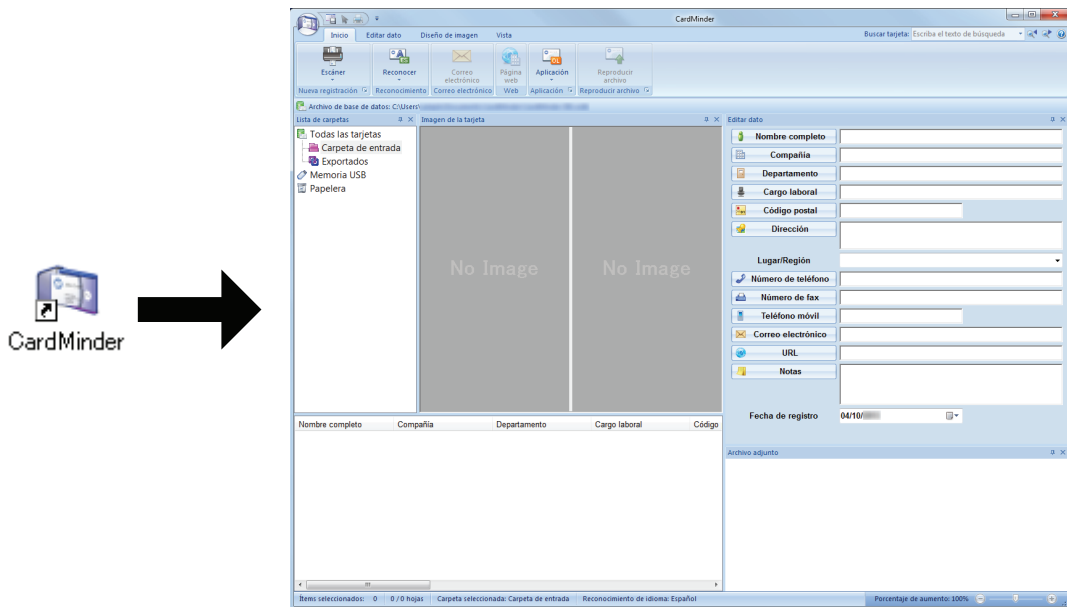 CardMinder
CardMinder
Inicio Editar dato Diseño de imagen Vista
Buscar tarjeta: Escriba el texto de búsqueda
Escáner Reconocer Correo electrónico Página web Aplicación Reproducir archivo
Nueva registración Reconocimiento Correo electrónico Web Aplicación Reproducir archivo
Archivo de base de datos: C:\Users\
Lista de carpetas
Todas las tarjetas
Carpeta de entrada
Exportados
Memoria USB
Papelera
Imagen de la tarjeta
No Image No Image
Editar dato
Nombre completo
Compañía
Departamento
Cargo laboral
Código postal
Dirección
Lugar/Región
Número de teléfono
Número de fax
Teléfono móvil
Correo electrónico
URL
Notas
Fecha de registro 04/10/
Nombre completo Compañía Departamento Cargo laboral Código
Archivo adjunto
Ítems seleccionados: 0 0 / 0 hojas Carpeta seleccionada: Carpeta de entrada Reconocimiento de idioma: Español
Porcentaje de aumento: 100%